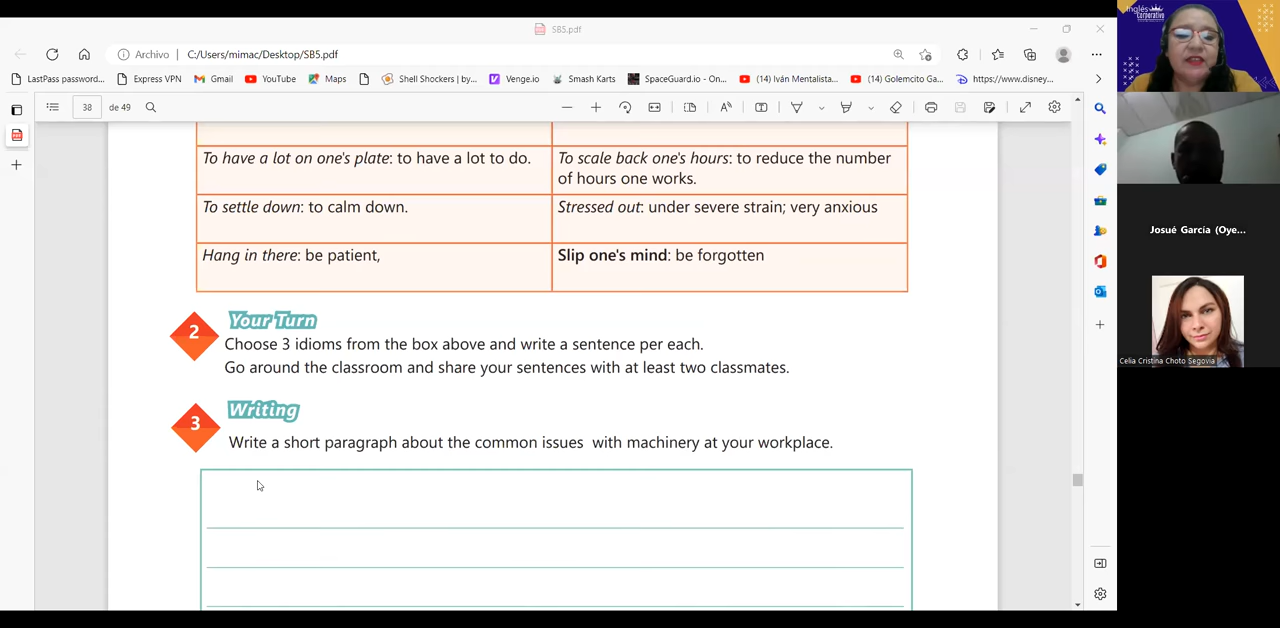 SB5.pdf
Archivo | C:/Users/mimac/Desktop/SB5.pdf
LastPass password... Express VPN Gmail YouTube Maps Shell Shockers | by... Venge.io Smash Karts SpaceGuard.io - On... (14) Iván Mentalista... (14) Golemcito Ga... https://www.disney...
38 de 49
To have a lot on one's plate: to have a lot to do.
To scale back one's hours: to reduce the number
of hours one works.
To settle down: to calm down.
Stressed out: under severe strain; very anxious
Hang in there: be patient,
Slip one's mind: be forgotten
2 Your Turn
Choose 3 idioms from the box above and write a sentence per each.
Go around the classroom and share your sentences with at least two classmates.
3 Writing
Write a short paragraph about the common issues with machinery at your workplace.
Inglés
Corporativo
Josué García (Oye...
Celia Cristina Choto Segovia